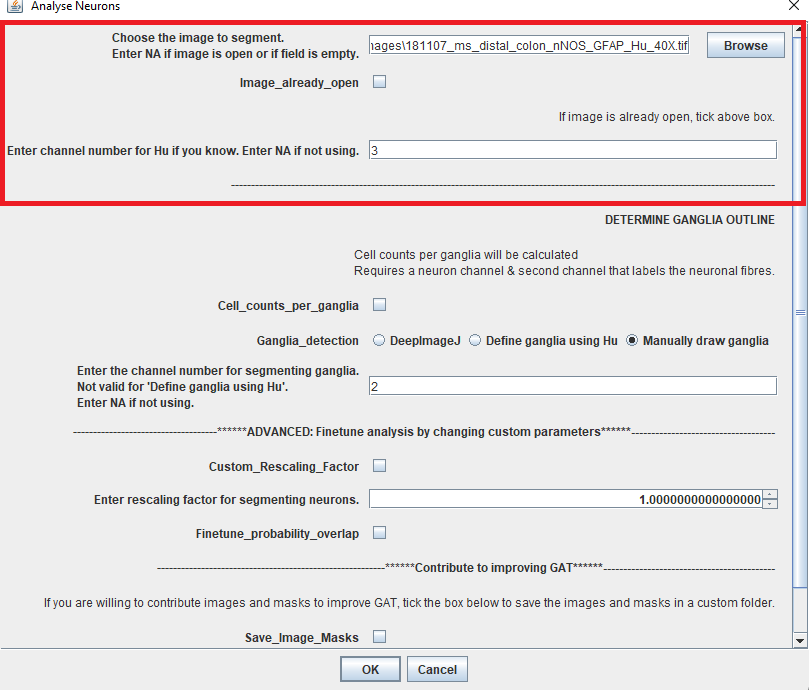 Analyse Neurons
Choose the image to segment.
Enter NA if image is open or if field is empty.
nages\181107_ms_distal_colon_nNOS_GFAP_Hu_40X.tif
Browse
Image_already_open
If image is already open, tick above box.
Enter channel number for Hu if you know. Enter NA if not using.
3
--------------------------------------------------------------------------------------------------------------------------------------------
DETERMINE GANGLIA OUTLINE
Cell counts per ganglia will be calculated
Requires a neuron channel & second channel that labels the neuronal fibres.
Cell_counts_per_ganglia
Ganglia_detection
DeepImageJ
Define ganglia using Hu
Manually draw ganglia
Enter the channel number for segmenting ganglia.
Not valid for 'Define ganglia using Hu'.
Enter NA if not using.
2
------------------------------------******ADVANCED: Finetune analysis by changing custom parameters******------------------------------------
Custom_Rescaling_Factor
Enter rescaling factor for segmenting neurons.
1.0000000000000000
Finetune_probability_overlap
---------------------------------------------------------******Contribute to improving GAT******-------------------------------------------
If you are willing to contribute images and masks to improve GAT, tick the box below to save the images and masks in a custom folder.
Save_Image_Masks
OK
Cancel